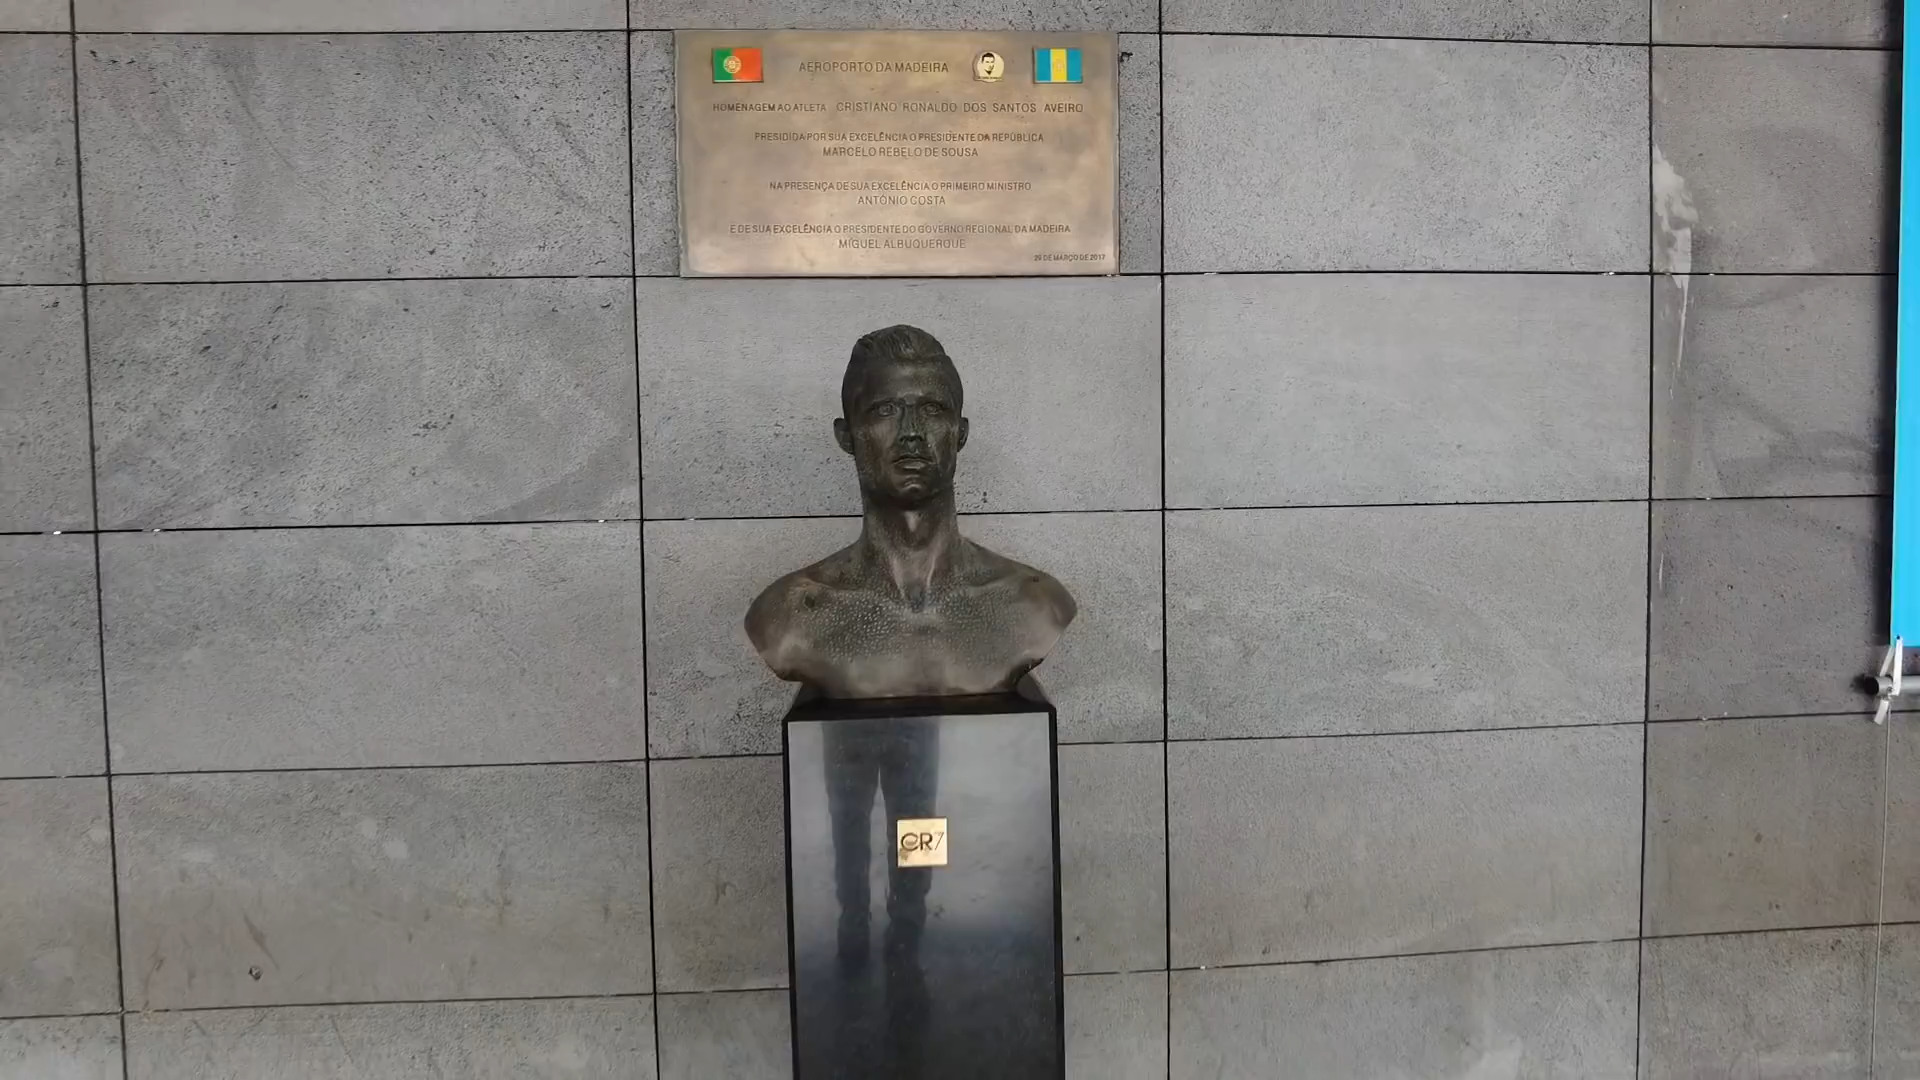 AEROPORTO DA MADEIRA
HOMENAGEM AO ATLETA CRISTIANO RONALDO DOS SANTOS AVEIRO
PRESIDIDA POR SUA EXCELÊNCIA O PRESIDENTE DA REPÚBLICA
MARCELO REBELO DE SOUSA
NA PRESENÇA DE SUA EXCELÊNCIA O PRIMEIRO MINISTRO
ANTÓNIO COSTA
E DE SUA EXCELÊNCIA O PRESIDENTE DO GOVERNO REGIONAL DA MADEIRA
MIGUEL ALBUQUERQUE
29 DE MARÇO DE 2017
CR7